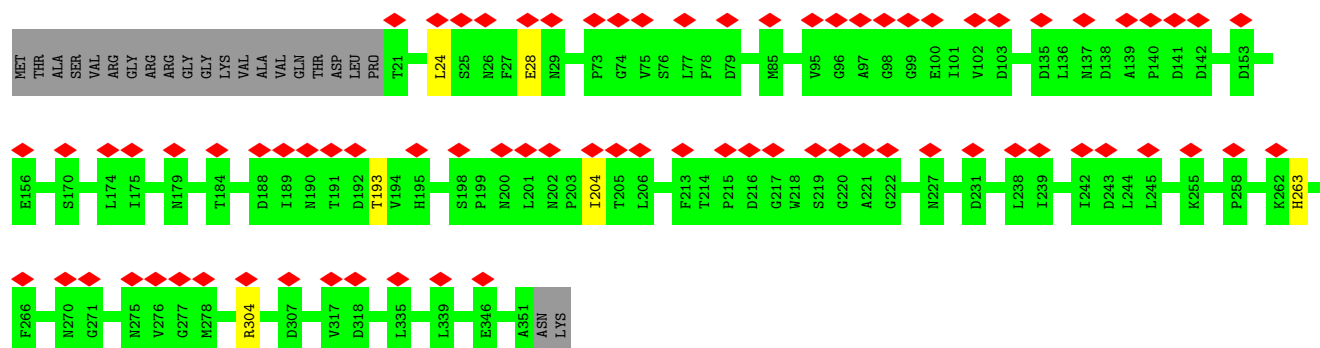 MET THR ALA SER VAL ARG GLY ARG ARG GLY GLY LYS VAL ALA VAL GLN THR ASP LEU PRO T21 L24 S25 N26 F27 E28 N29 P73 G74 V75 S76 L77 P78 D79 M85 V95 G96 A97 G98 G99 E100 I101 V102 D103 D135 L136 N137 D138 A139 P140 D141 D142 D153
E156 S170 L174 I175 N179 T184 D188 I189 N190 T191 D192 T193 V194 H195 S198 P199 N200 L201 N202 P203 I204 T205 L206 F213 T214 P215 D216 G217 W218 S219 G220 A221 G222 N227 D231 L238 I239 I242 D243 L244 L245 K255 P258 K262 H263
F266 N270 G271 N275 V276 G277 M278 R304 D307 V317 D318 L335 L339 E346 A351 ASN LYS